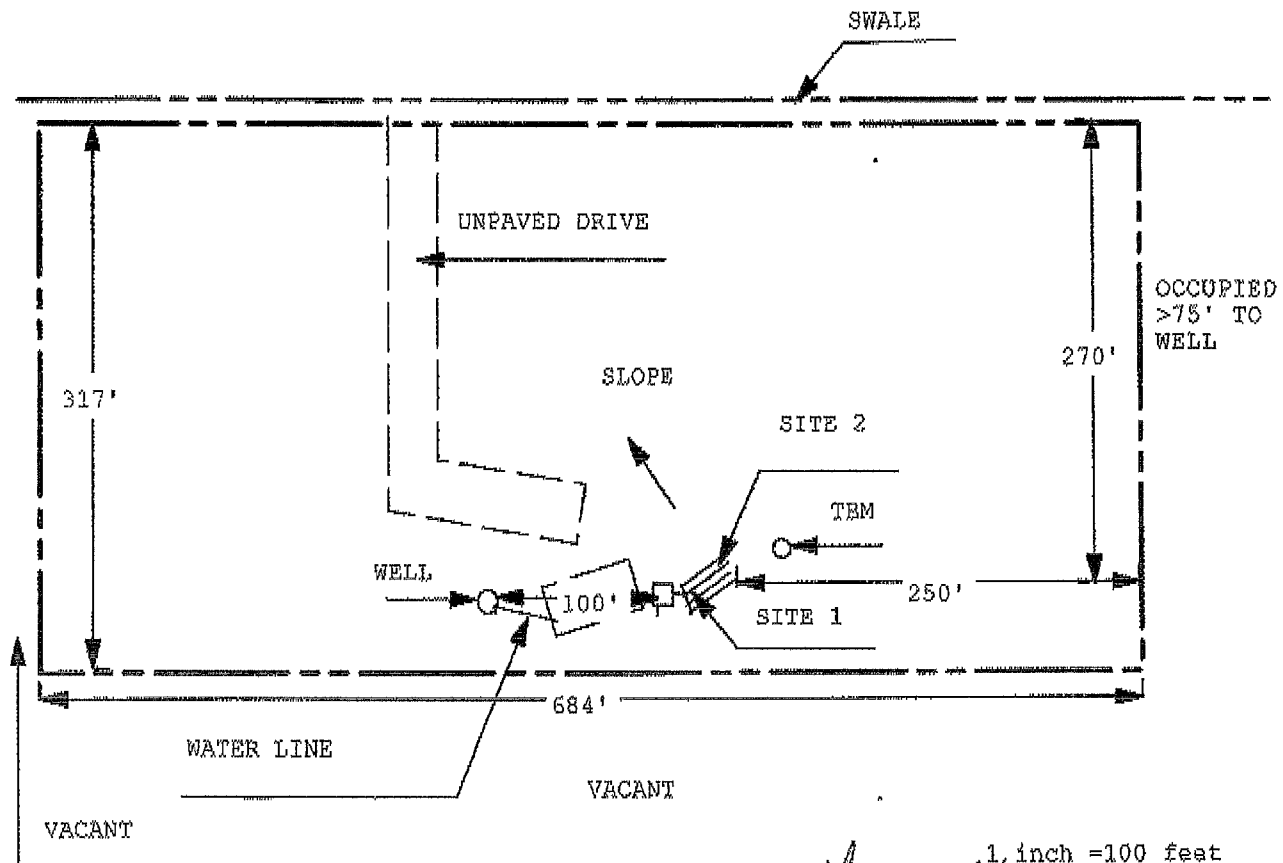 SWALE
UNPAVED DRIVE
OCCUPIED
>75' TO
WELL
270'
317'
SLOPE
SITE 2
TBM
WELL
100'
250'
SITE 1
684'
WATER LINE
VACANT
VACANT
1 inch =100 feet